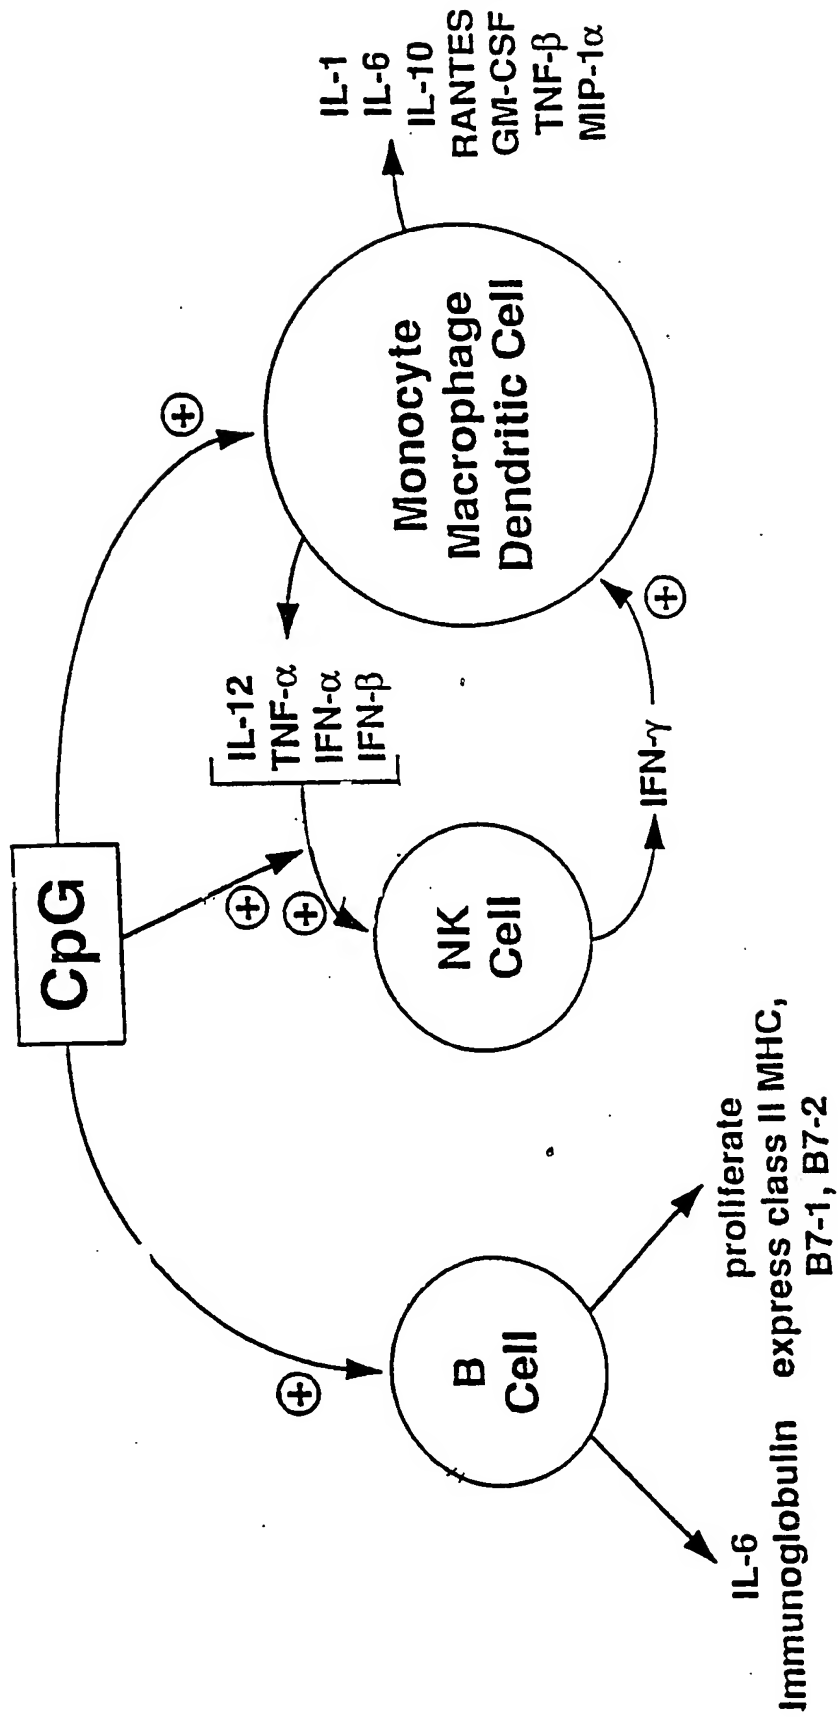 CpG
+
+
+
+
+
IL-12
TNF-α
IFN-α
IFN-β
IL-1
IL-6
IL-10
RANTES
GM-CSF
TNF-β
MIP-1α
B
Cell
NK
Cell
Monocyte
Macrophage
Dendritic Cell
IFN-γ
IL-6
Immunoglobulin
proliferate
express class II MHC,
B7-1, B7-2